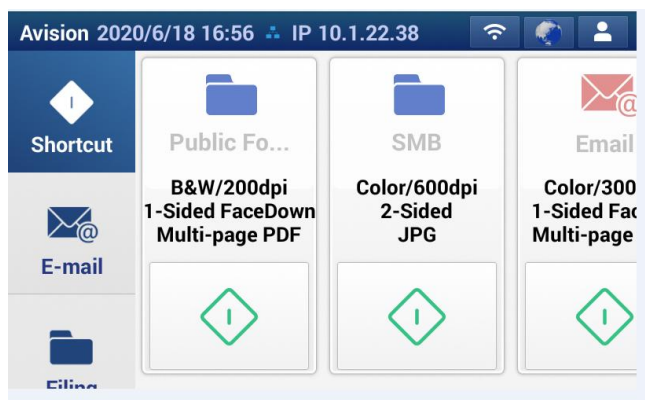 Avision 2020/6/18 16:56 IP 10.1.22.38
Shortcut
E-mail
Filing
Public Fo...
B&W/200dpi
1-Sided FaceDown
Multi-page PDF
SMB
Color/600dpi
2-Sided
JPG
Email
Color/300
1-Sided Fac
Multi-page